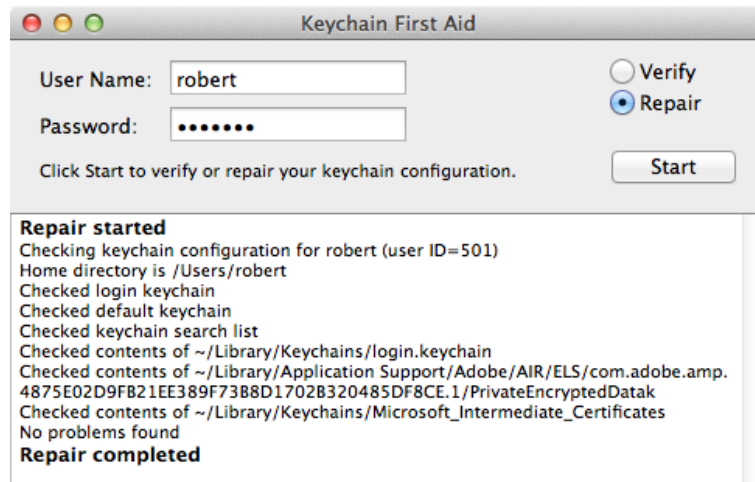 Keychain First Aid
User Name: robert
Password: •••••••
Verify
Repair
Click Start to verify or repair your keychain configuration.
Start
Repair started
Checking keychain configuration for robert (user ID=501)
Home directory is /Users/robert
Checked login keychain
Checked default keychain
Checked keychain search list
Checked contents of ~/Library/Keychains/login.keychain
Checked contents of ~/Library/Application Support/Adobe/AIR/ELS/com.adobe.amp.
4875E02D9FB21EE389F73B8D1702B320485DF8CE.1/PrivateEncryptedDatak
Checked contents of ~/Library/Keychains/Microsoft_Intermediate_Certificates
No problems found
Repair completed